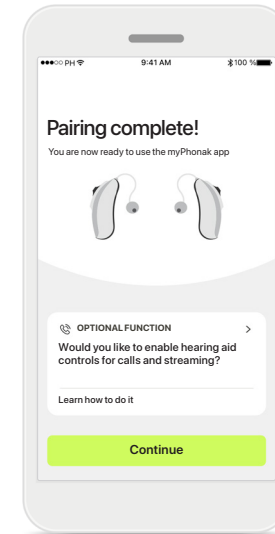 ●●●○○ PH 9:41 AM 100 %
Pairing complete!
You are now ready to use the myPhonak app
OPTIONAL FUNCTION
Would you like to enable hearing aid
controls for calls and streaming?
Learn how to do it
Continue